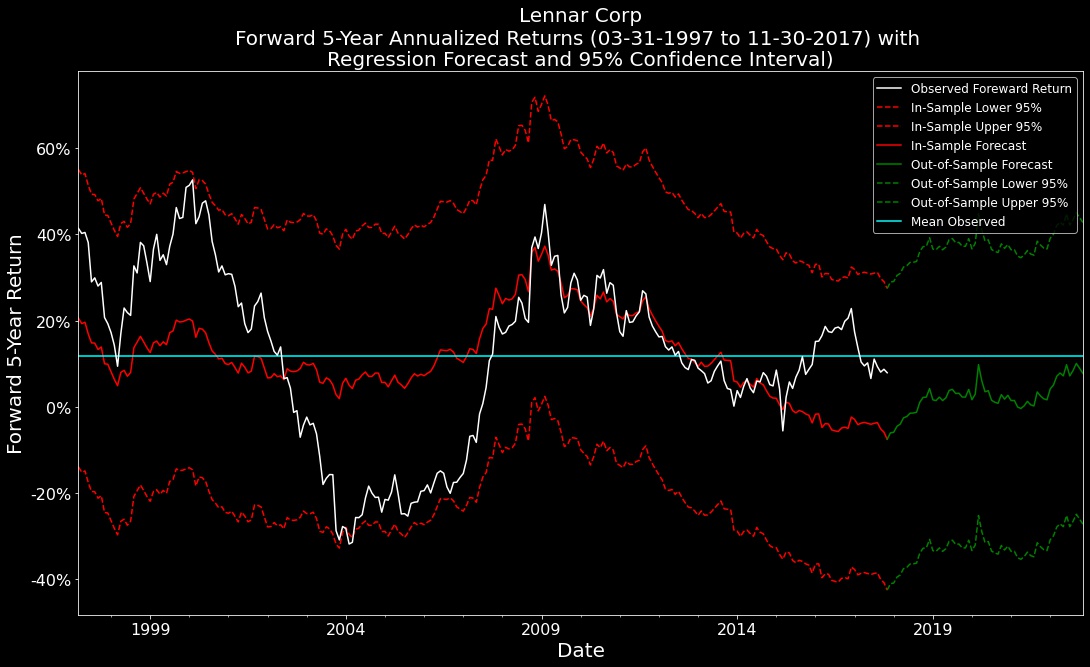 Lennar Corp
Forward 5-Year Annualized Returns (03-31-1997 to 11-30-2017) with
Regression Forecast and 95% Confidence Interval)
Observed Foreward Return
In-Sample Lower 95%
In-Sample Upper 95%
In-Sample Forecast
Out-of-Sample Forecast
Out-of-Sample Lower 95%
Out-of-Sample Upper 95%
Mean Observed
Forward 5-Year Return
60%
40%
20%
0%
-20%
-40%
1999 2004 2009 2014 2019
Date